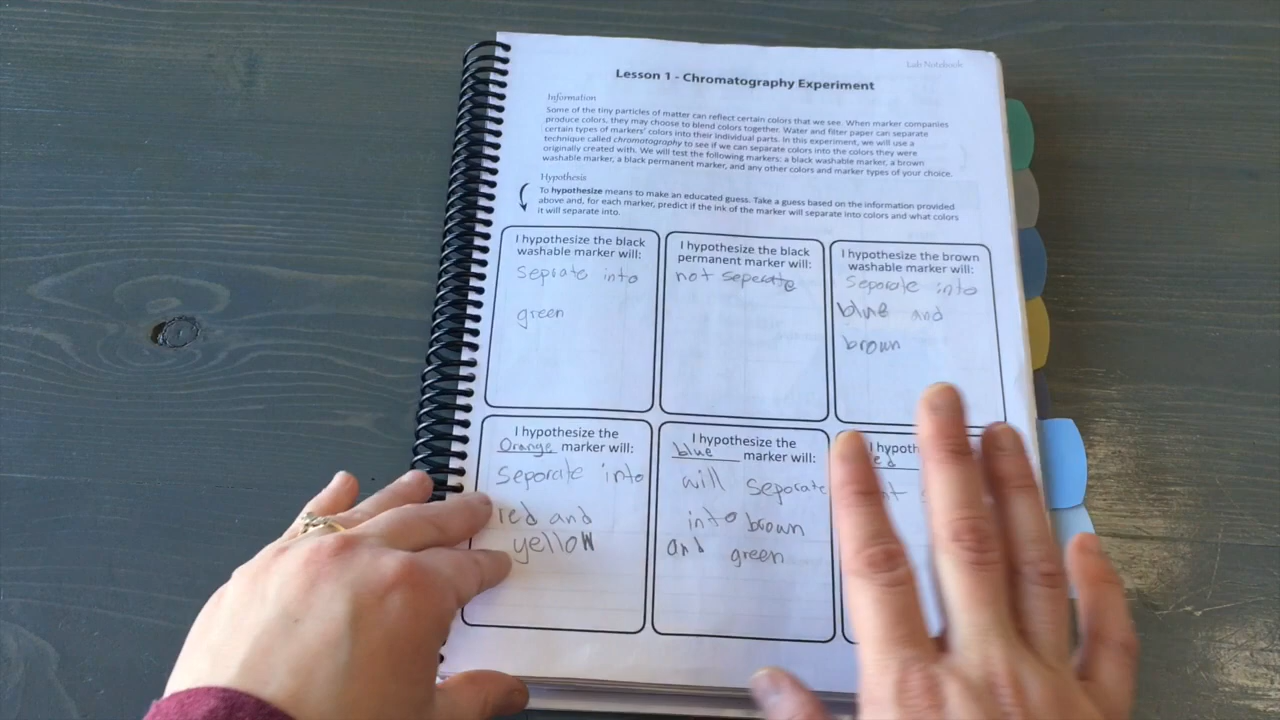 Lab Notebook
Lesson 1 - Chromatography Experiment
Information
Some of the tiny particles of matter can reflect certain colors that we see. When marker companies
produce colors, they may choose to blend colors together. Water and filter paper can separate
certain types of markers' colors into their individual parts. In this experiment, we will use a
technique called chromatography to see if we can separate colors into the colors they were
originally created with. We will test the following markers: a black washable marker, a brown
washable marker, a black permanent marker, and any other colors and marker types of your choice.
Hypothesis
To hypothesize means to make an educated guess. Take a guess based on the information provided
above and, for each marker, predict if the ink of the marker will separate into colors and what colors
it will separate into.
I hypothesize the black
washable marker will:
seprate into
green
I hypothesize the black
permanent marker will:
not seperate
I hypothesize the brown
washable marker will:
Separate into
blue and
brown
I hypothesize the
Orange marker will:
Seporate into
red and
yellow
I hypothesize the
blue marker will:
will seporate
into brown
and green
I hypoth
ed
nt s